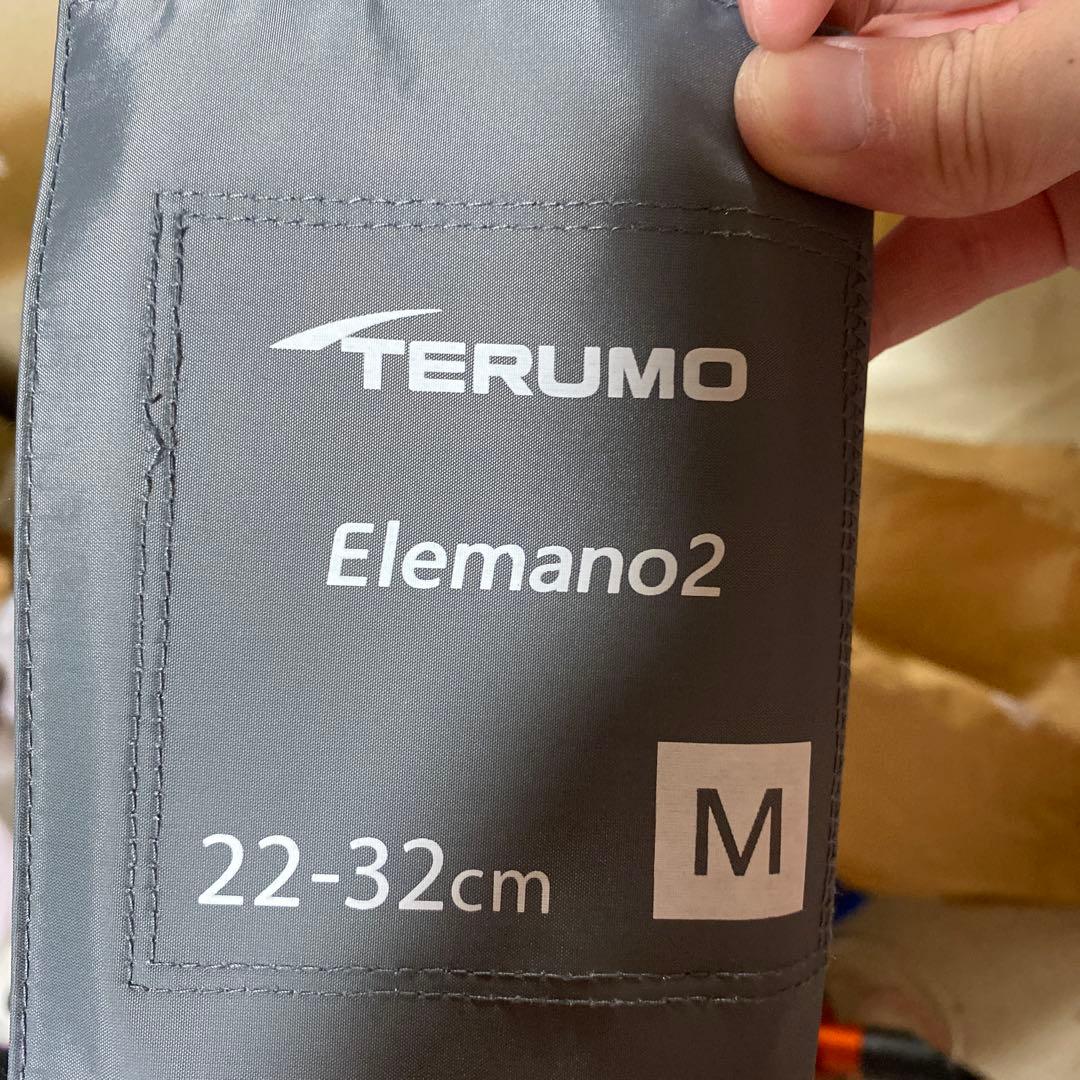 TERUMO
Elemano2
22-32cm
M